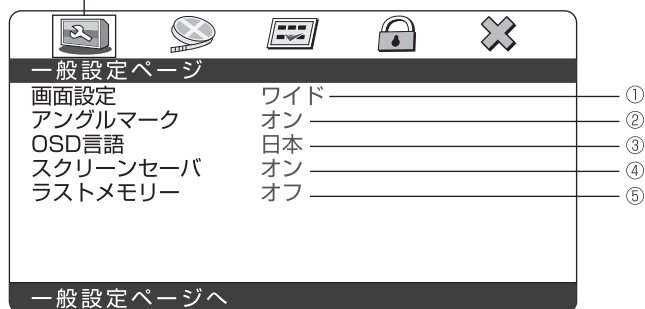 一般設定ページ
画面設定 ワイド ①
アングルマーク オン ②
OSD言語 日本 ③
スクリーンセーバ オン ④
ラストメモリー オフ ⑤
一般設定ページへ